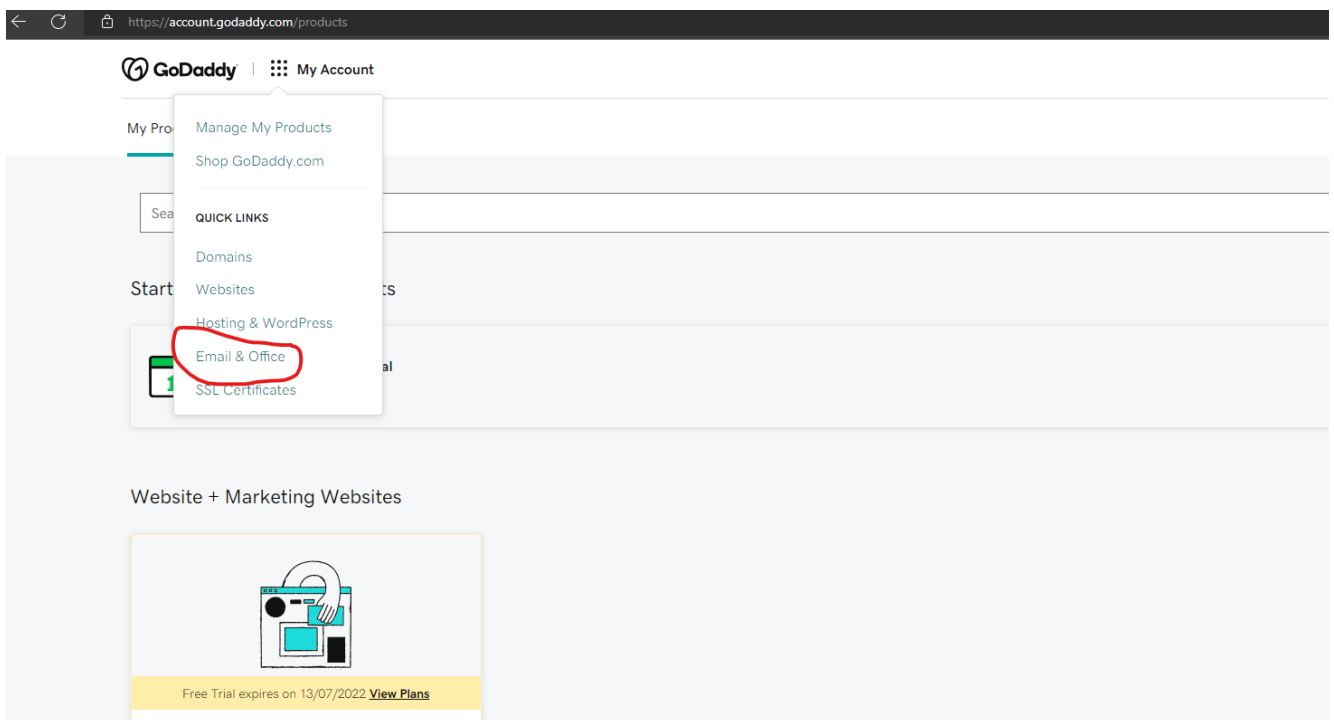 https://account.godaddy.com/products
GoDaddy My Account
My Pro
Manage My Products
Shop GoDaddy.com
Sea
QUICK LINKS
Domains
Start
Websites
ts
Hosting & WordPress
Email & Office
al
1
SSL Certificates
Website + Marketing Websites
Free Trial expires on 13/07/2022 View Plans